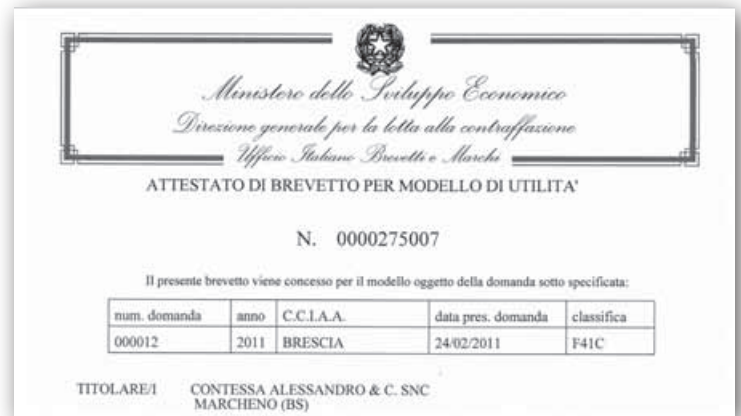 Ministero dello Sviluppo Economico
Direzione generale per la lotta alla contraffazione
Ufficio Italiano Brevetti e Marchi
ATTESTATO DI BREVETTO PER MODELLO DI UTILITA'
N. 0000275007
Il presente brevetto viene concesso per il modello oggetto della domanda sotto specificata:
num. domanda anno C.C.I.A.A. data pres. domanda classifica
000012 2011 BRESCIA 24/02/2011 F41C
TITOLARE/I CONTESSA ALESSANDRO & C. SNC
MARCHENO (BS)